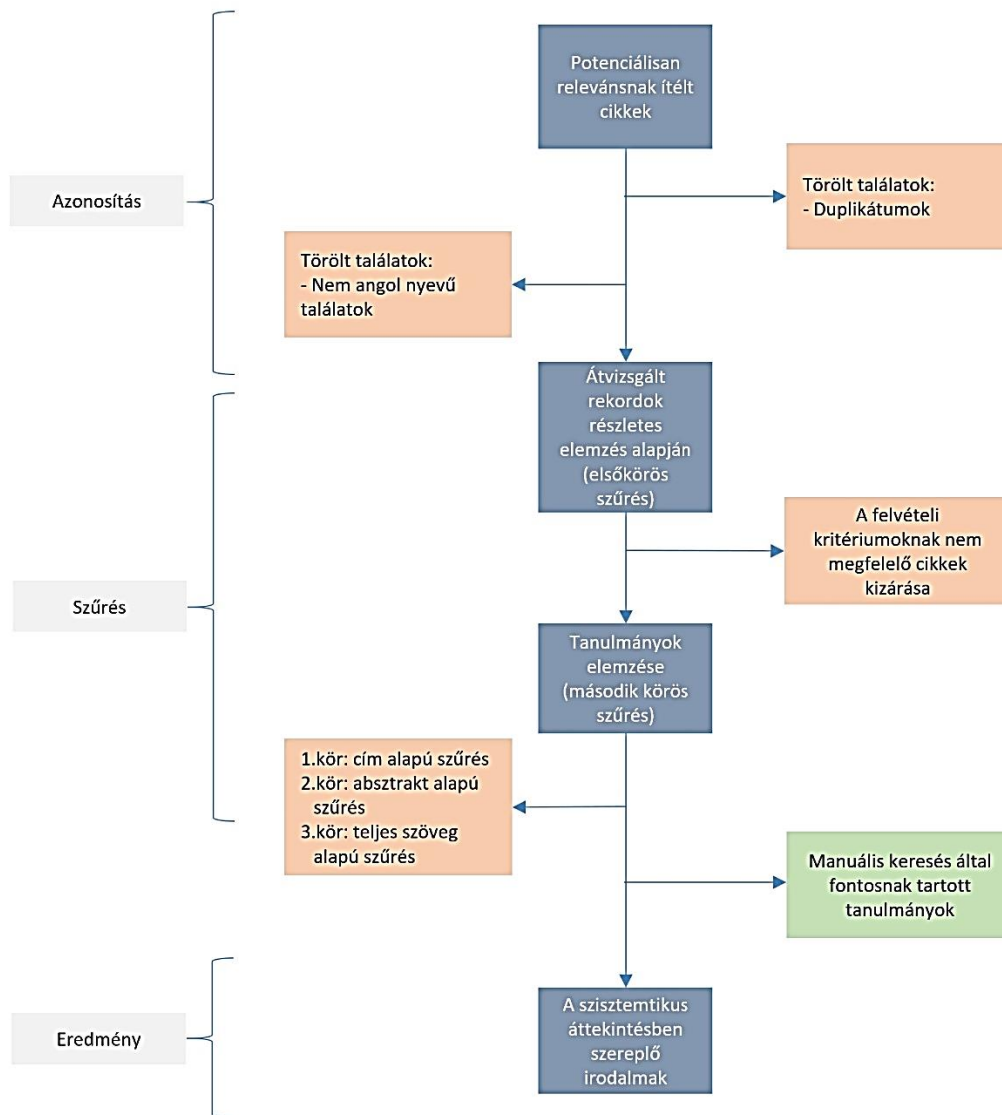 Potenciálisan
relevánsnak ítélt
cikkek
Azonosítás
Törölt találatok:
- Duplikátumok
Törölt találatok:
- Nem angol nyevű
találatok
Átvizsgált
rekordok
részletes
elemzés alapján
(elsőkörös
szűrés)
A felvételi
kritériumoknak nem
megfelelő cikkek
kizárása
Szűrés
Tanulmányok
elemzése
(második körös
szűrés)
1.kör: cím alapú szűrés
2.kör: absztrakt alapú
szűrés
3.kör: teljes szöveg
alapú szűrés
Manuális keresés által
fontosnak tartott
tanulmányok
Eredmény
A szisztemtikus
áttekintésben
szereplő
irodalmak